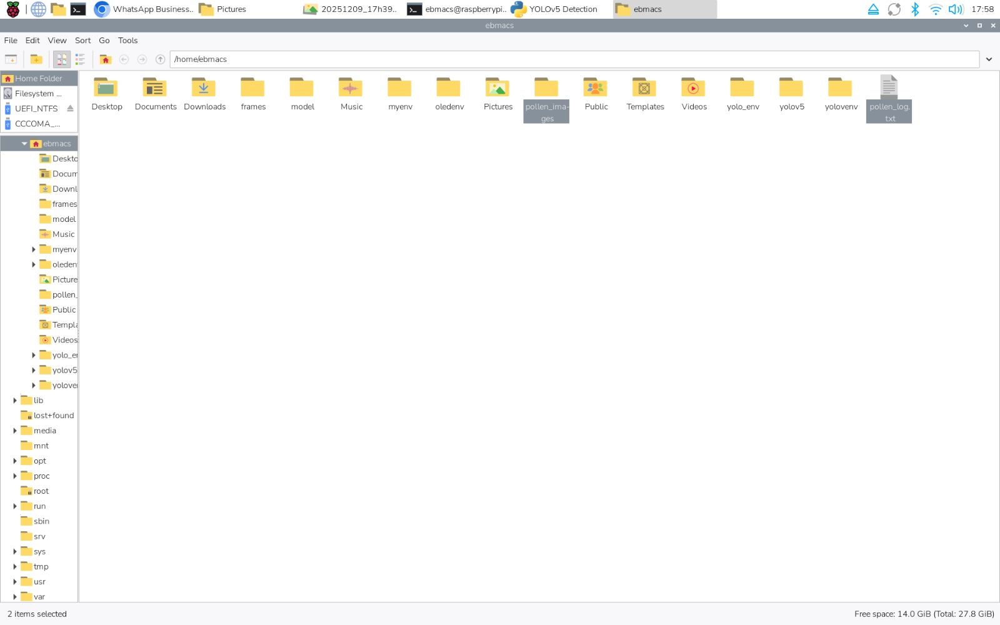 WhatsApp Business..
Pictures
20251209_17h39..
ebmacs@raspberrypi..
YOLOv5 Detection
ebmacs
17:58
ebmacs
File Edit View Sort Go Tools
/home/ebmacs
Home Folder
Filesystem ...
UEFI_NTFS
CCCOMA_...
ebmacs
Deskto
Docum
Downl
frames
model
Music
myenv
oleden
Picture
pollen_
Public
Templa
Videos
yolo_er
yolov5
yolover
lib
lost+found
media
mnt
opt
proc
root
run
sbin
srv
sys
tmp
usr
var
Desktop
Documents
Downloads
frames
model
Music
myenv
oledenv
Pictures
pollen_ima-
ges
Public
Templates
Videos
yolo_env
yolov5
yolovenv
pollen_log.
txt
2 items selected
Free space: 14.0 GiB (Total: 27.8 GiB)